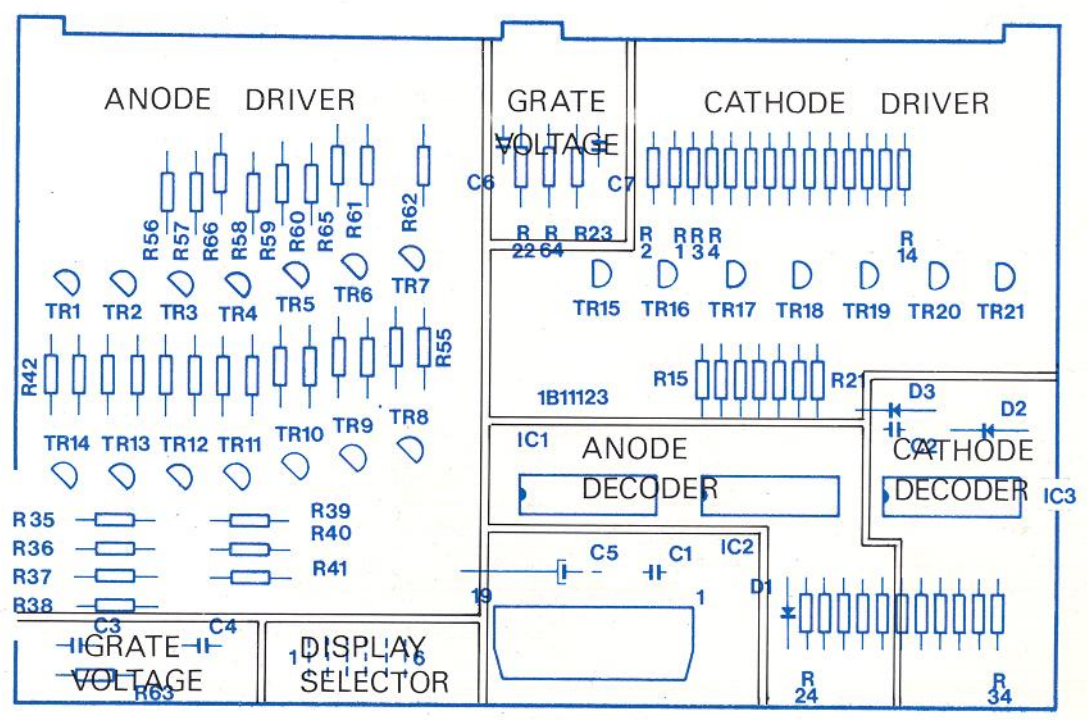 ANODE DRIVER
GRATE
VOLTAGE
CATHODE DRIVER
C6
C7
R56
R57
R66
R58
R59
R60
R65
R61
R62
R
22
R
64
R23
R
2
R
1
R
3
R
4
R
14
TR1
TR2
TR3
TR4
TR5
TR6
TR7
TR15
TR16
TR17
TR18
TR19
TR20
TR21
R42
R55
R15
R21
1B11123
D3
D2
C2
TR14
TR13
TR12
TR11
TR10
TR9
TR8
IC1
ANODE
DECODER
CATHODE
DECODER
IC3
R35
R36
R37
R38
R39
R40
R41
IC2
C5
C1
D1
19
1
C3
C4
GRATE
VOLTAGE
R63
DISPLAY
SELECTOR
1
6
R
24
R
34